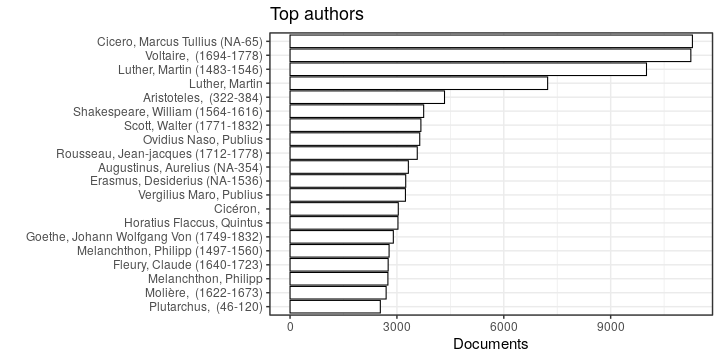 Top authors
Cicero, Marcus Tullius (NA-65)
Voltaire,  (1694-1778)
Luther, Martin (1483-1546)
Luther, Martin
Aristoteles,  (322-384)
Shakespeare, William (1564-1616)
Scott, Walter (1771-1832)
Ovidius Naso, Publius
Rousseau, Jean-jacques (1712-1778)
Augustinus, Aurelius (NA-354)
Erasmus, Desiderius (NA-1536)
Vergilius Maro, Publius
Cicéron,
Horatius Flaccus, Quintus
Goethe, Johann Wolfgang Von (1749-1832)
Melanchthon, Philipp (1497-1560)
Fleury, Claude (1640-1723)
Melanchthon, Philipp
Molière,  (1622-1673)
Plutarchus,  (46-120)
0 3000 6000 9000
Documents